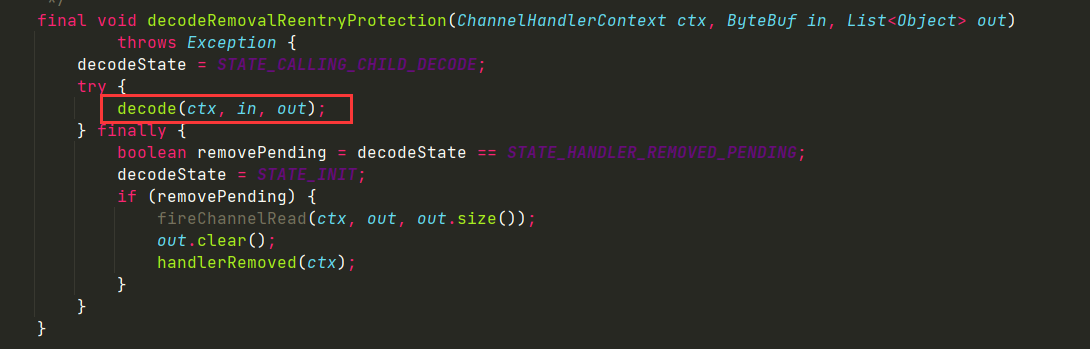 */
final void decodeRemovalReentryProtection(ChannelHandlerContext ctx, ByteBuf in, List<Object> out)
throws Exception {
decodeState = STATE_CALLING_CHILD_DECODE;
try {
decode(ctx, in, out);
} finally {
boolean removePending = decodeState == STATE_HANDLER_REMOVED_PENDING;
decodeState = STATE_INIT;
if (removePending) {
fireChannelRead(ctx, out, out.size());
out.clear();
handlerRemoved(ctx);
}
}
}